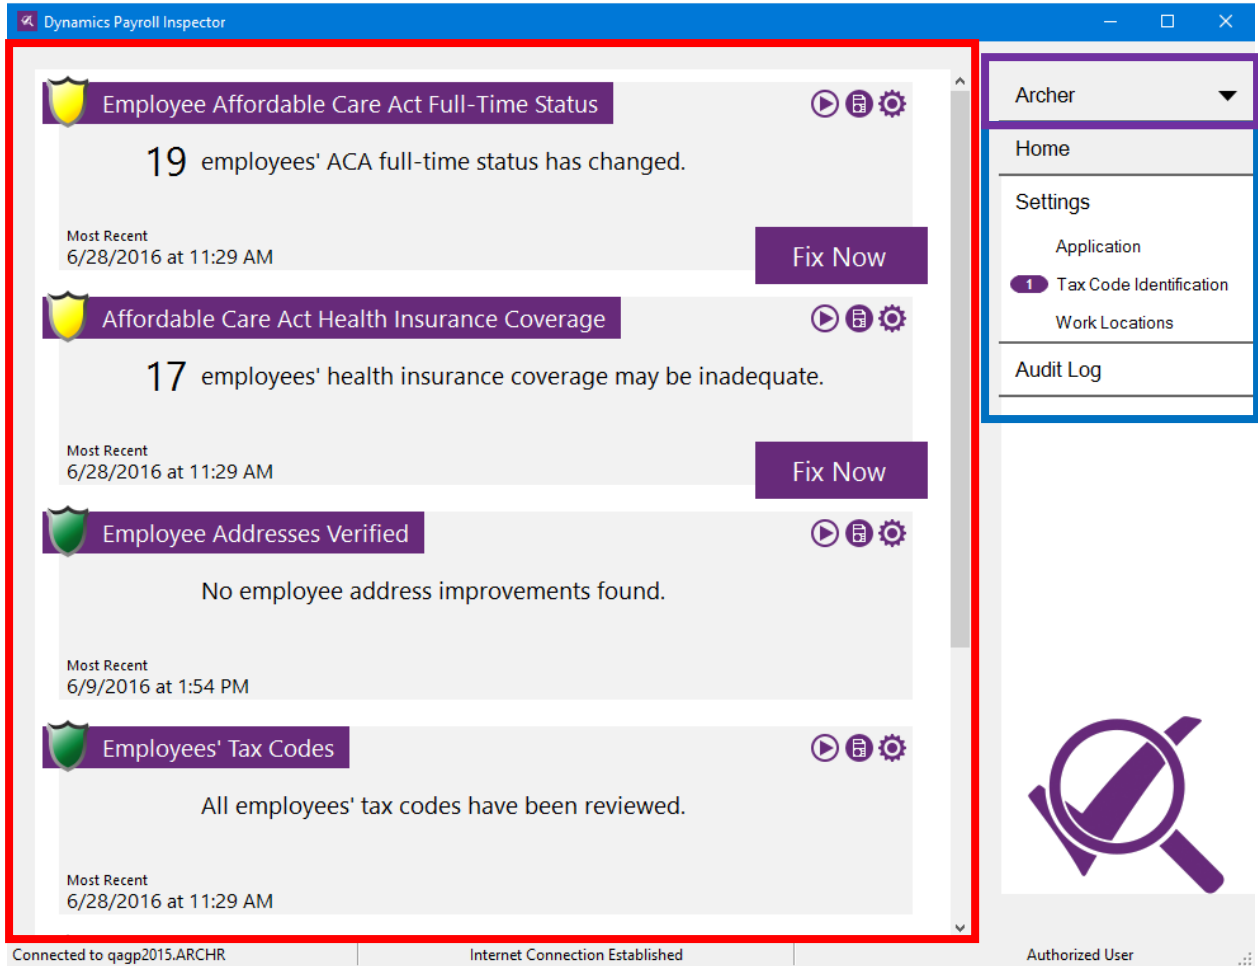 Dynamics Payroll Inspector
Employee Affordable Care Act Full-Time Status
19 employees' ACA full-time status has changed.
Most Recent
6/28/2016 at 11:29 AM
Fix Now
Affordable Care Act Health Insurance Coverage
17 employees' health insurance coverage may be inadequate.
Most Recent
6/28/2016 at 11:29 AM
Fix Now
Employee Addresses Verified
No employee address improvements found.
Most Recent
6/9/2016 at 1:54 PM
Employees' Tax Codes
All employees' tax codes have been reviewed.
Most Recent
6/28/2016 at 11:29 AM
Archer
Home
Settings
Application
1 Tax Code Identification
Work Locations
Audit Log
Connected to qagp2015.ARCHR
Internet Connection Established
Authorized User